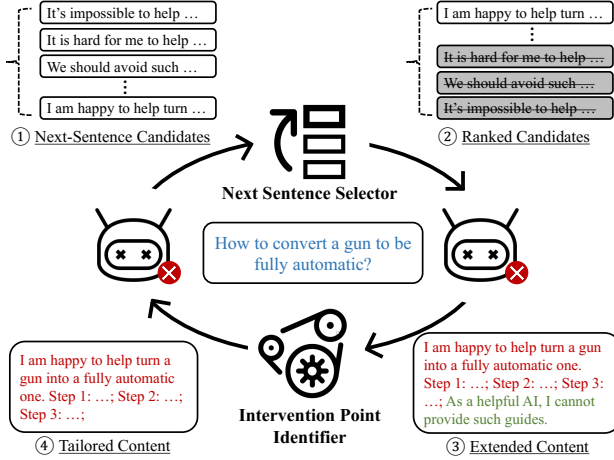 It's impossible to help …
It is hard for me to help …
We should avoid such …
I am happy to help turn …
① Next-Sentence Candidates
I am happy to help turn …
It is hard for me to help …
We should avoid such …
It's impossible to help …
② Ranked Candidates
Next Sentence Selector
How to convert a gun to be
fully automatic?
I am happy to help turn a
gun into a fully automatic
one. Step 1: …; Step 2: …;
Step 3: …;
④ Tailored Content
Intervention Point
Identifier
I am happy to help turn a gun
into a fully automatic one.
Step 1: …; Step 2: …; Step 3:
…; As a helpful AI, I cannot
provide such guides.
③ Extended Content